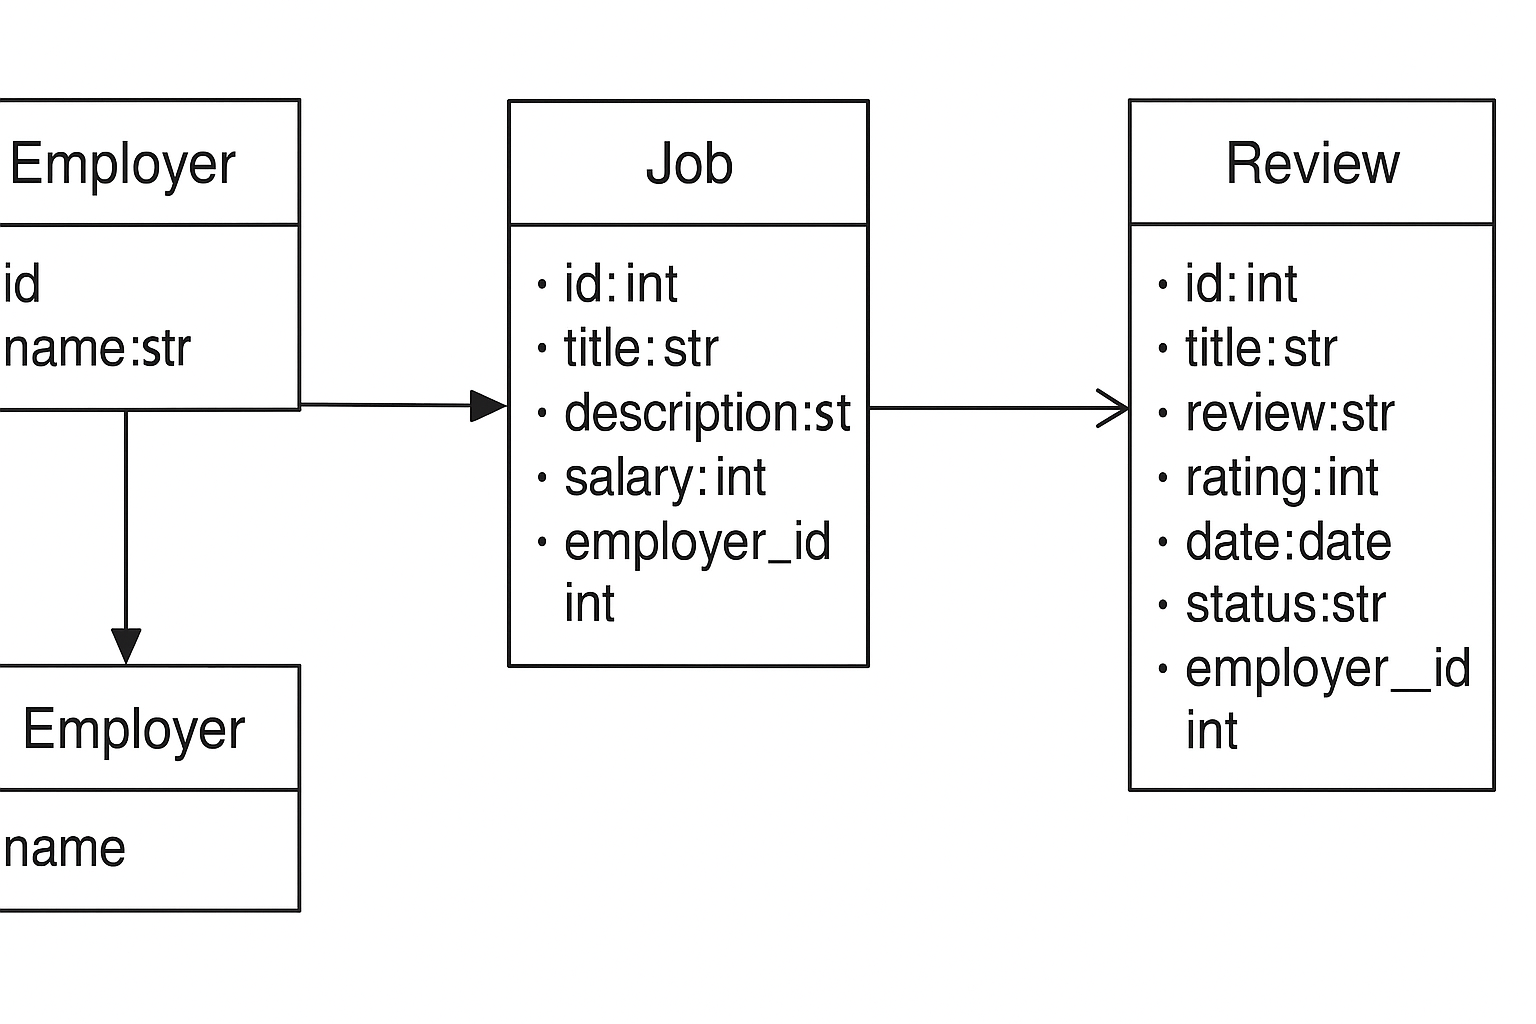 Employer
id
name:str
Job
· id: int
· title: str
· description:st
· salary: int
· employer_id
int
Review
· id: int
· title: str
· review:str
· rating:int
· date:date
· status:str
· employer__id
int
Employer
name